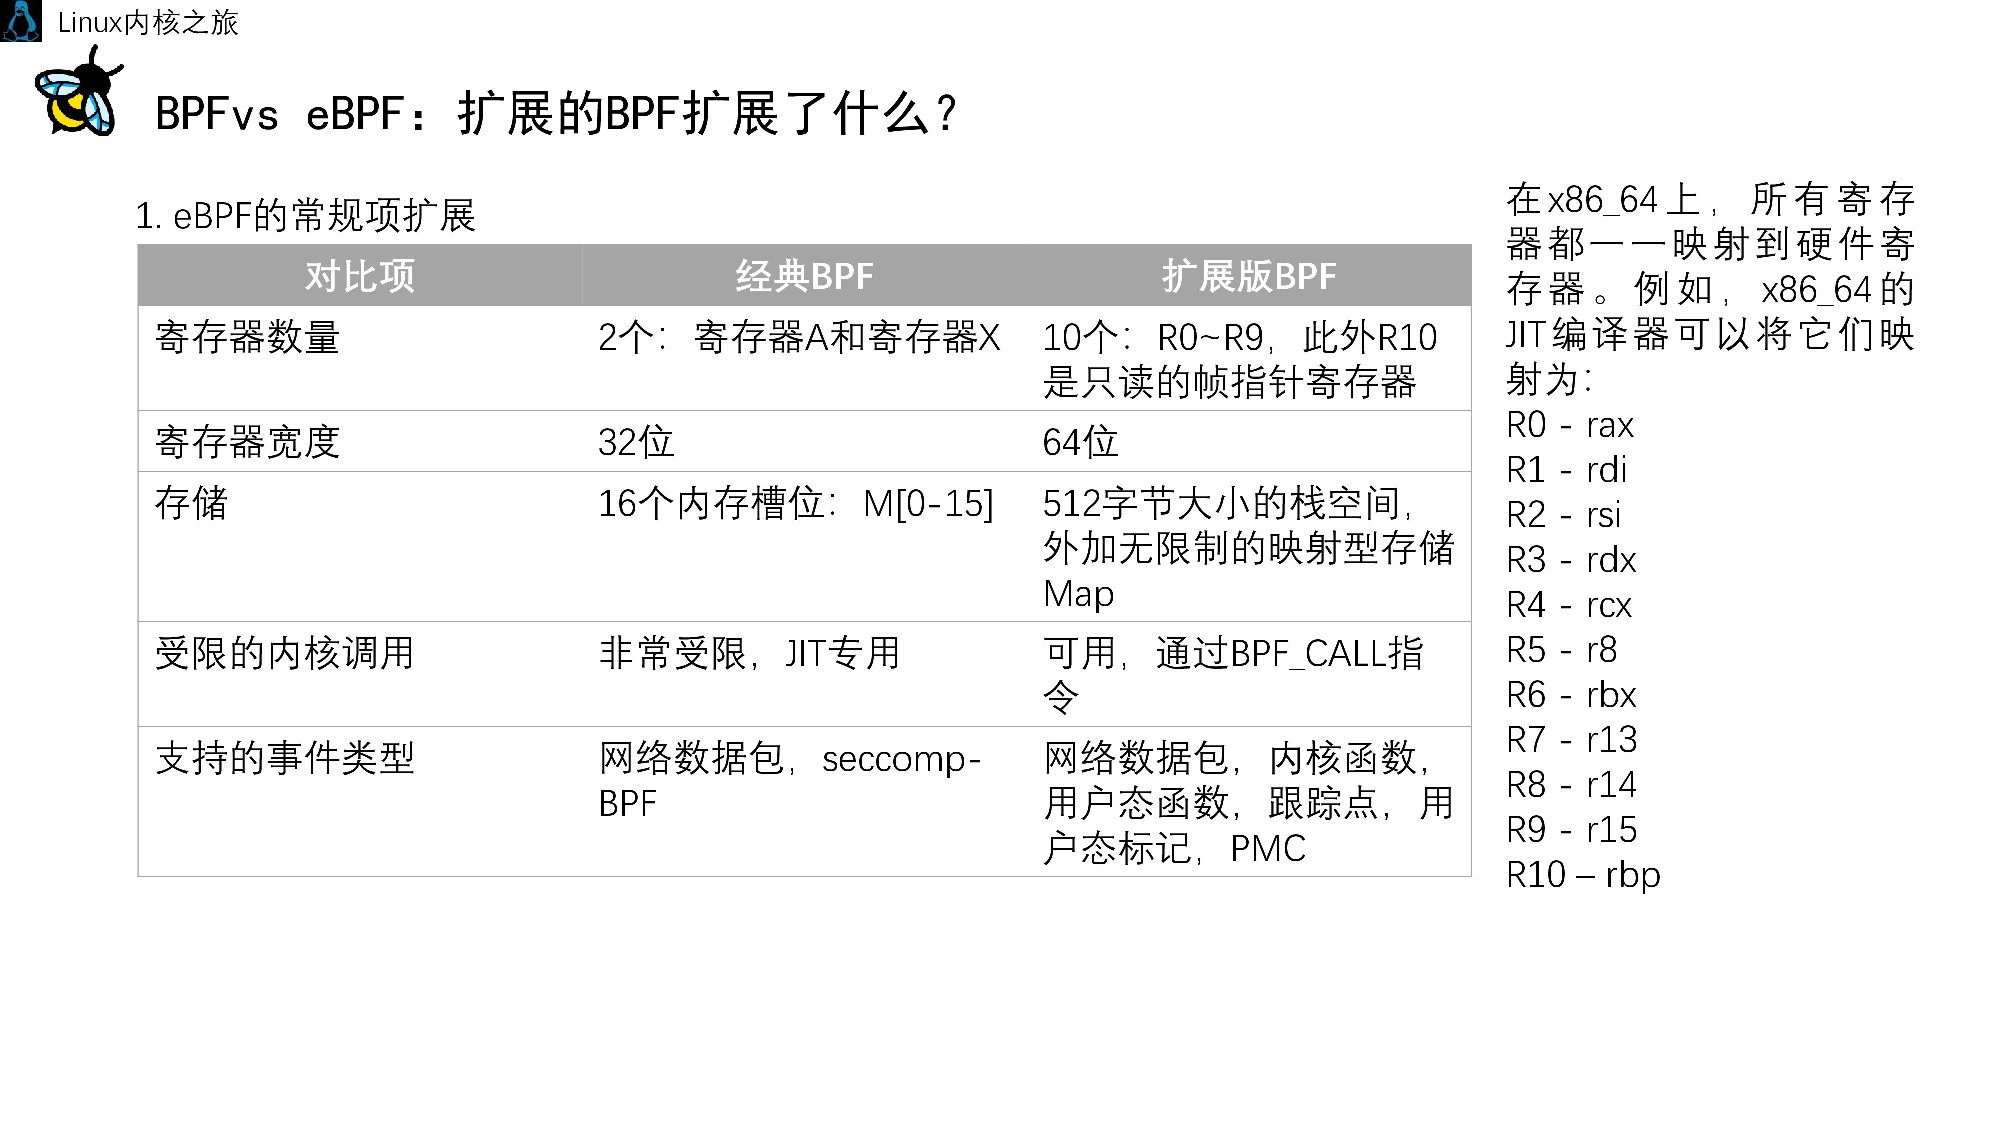 Linux内核之旅
BPFvs eBPF：扩展的BPF扩展了什么？
1. eBPF的常规项扩展
对比项 经典BPF 扩展版BPF
寄存器数量 2个：寄存器A和寄存器X 10个：R0~R9，此外R10
是只读的帧指针寄存器
寄存器宽度 32位 64位
存储 16个内存槽位：M[0-15] 512字节大小的栈空间，
外加无限制的映射型存储
Map
受限的内核调用 非常受限，JIT专用 可用，通过BPF_CALL指
令
支持的事件类型 网络数据包，seccomp- 网络数据包，内核函数，
BPF 用户态函数，跟踪点，用
户态标记，PMC
在x86_64上，所有寄存
器都一一映射到硬件寄
存器。例如，x86_64的
JIT编译器可以将它们映
射为：
R0 - rax
R1 - rdi
R2 - rsi
R3 - rdx
R4 - rcx
R5 - r8
R6 - rbx
R7 - r13
R8 - r14
R9 - r15
R10 – rbp